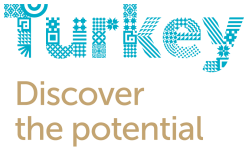 Turkey
Discover
the potential